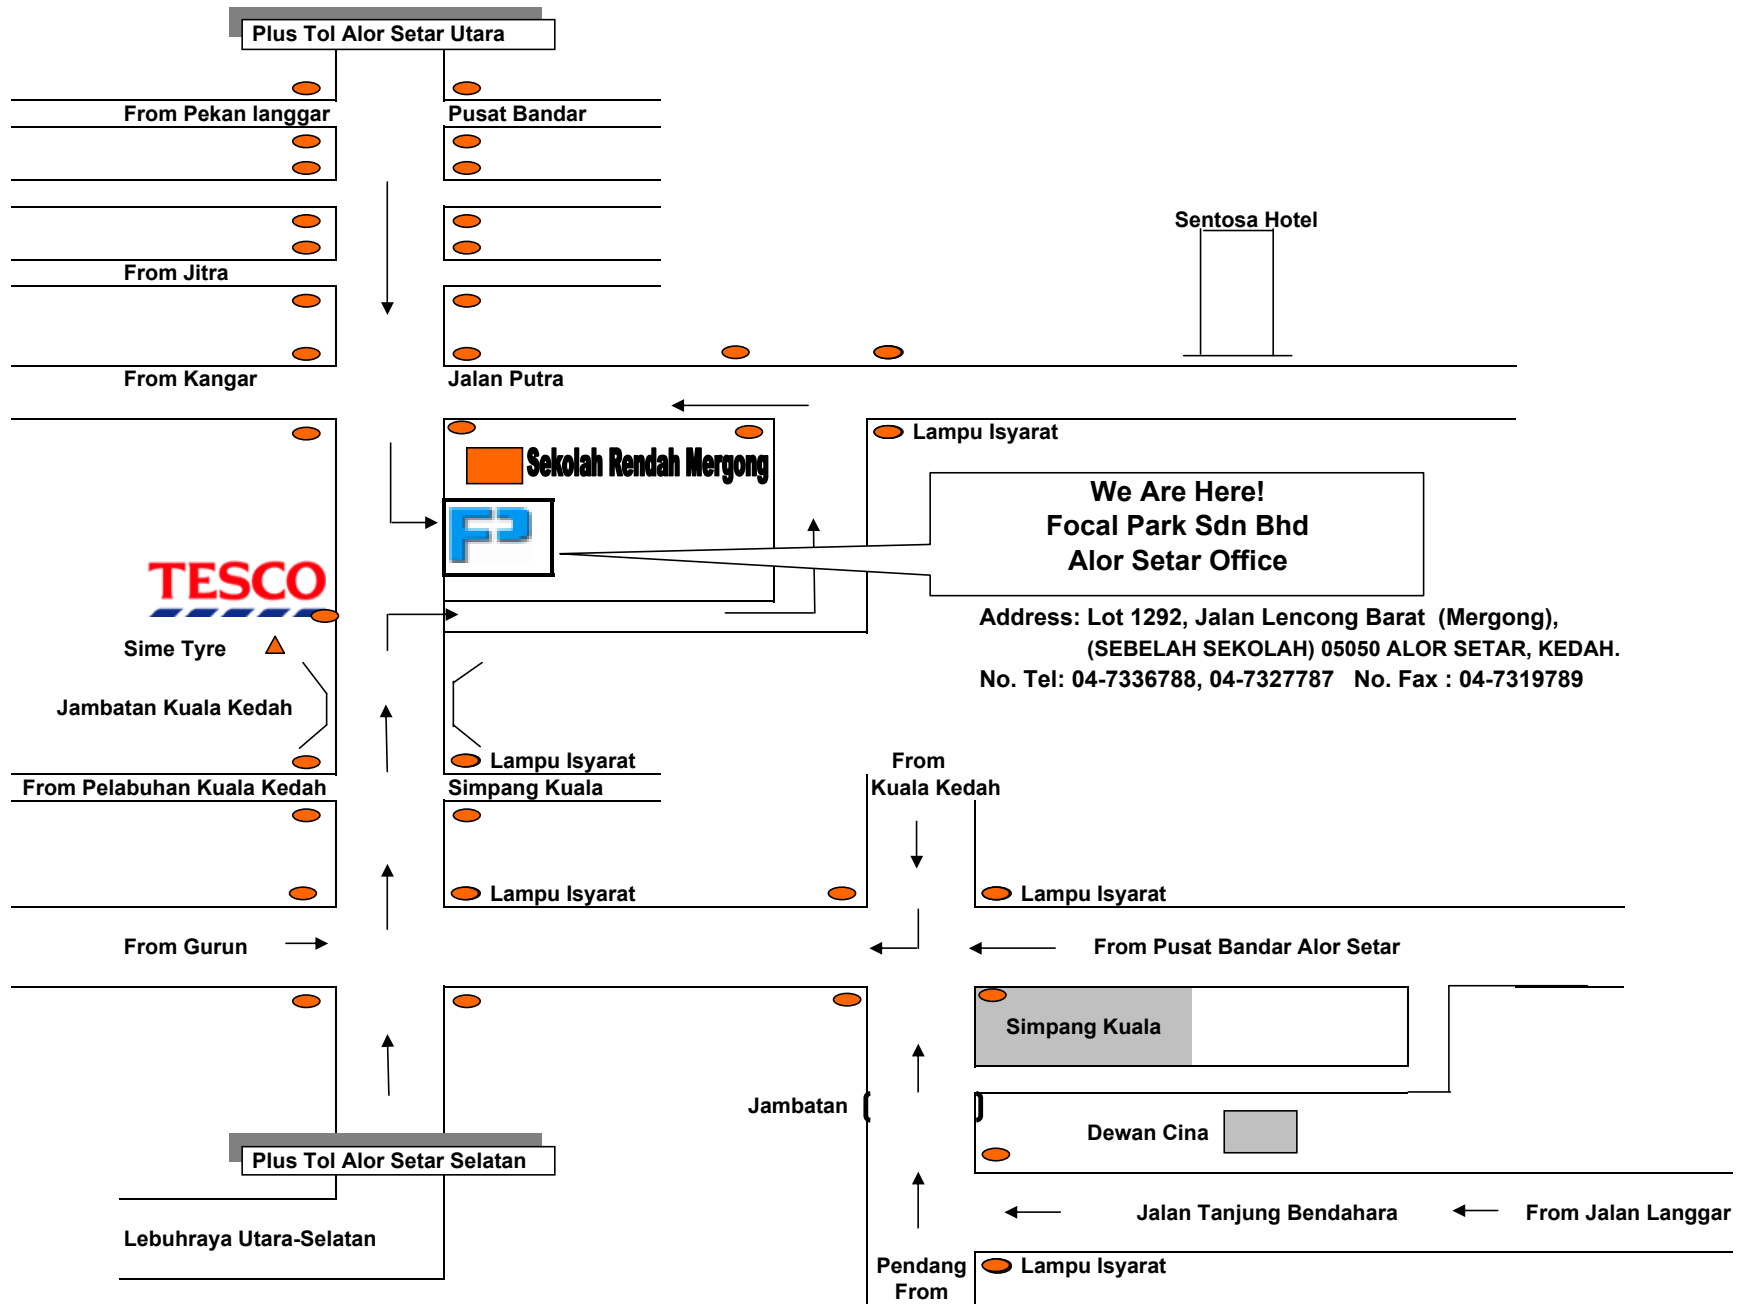 Plus Tol Alor Setar Utara
From Pekan langgar
Pusat Bandar
Sentosa Hotel
From Jitra
From Kangar
Jalan Putra
Lampu Isyarat
Sekolah Rendah Mergong
We Are Here!
Focal Park Sdn Bhd
Alor Setar Office
FP
TESCO
Address: Lot 1292, Jalan Lencong Barat (Mergong),
(SEBELAH SEKOLAH) 05050 ALOR SETAR, KEDAH.
No. Tel: 04-7336788, 04-7327787 No. Fax : 04-7319789
Sime Tyre
Jambatan Kuala Kedah
Lampu Isyarat
From
Kuala Kedah
From Pelabuhan Kuala Kedah
Simpang Kuala
Lampu Isyarat
Lampu Isyarat
From Gurun
From Pusat Bandar Alor Setar
Simpang Kuala
Jambatan
Dewan Cina
Plus Tol Alor Setar Selatan
Jalan Tanjung Bendahara
From Jalan Langgar
Lebuhraya Utara-Selatan
Pendang
From
Lampu Isyarat